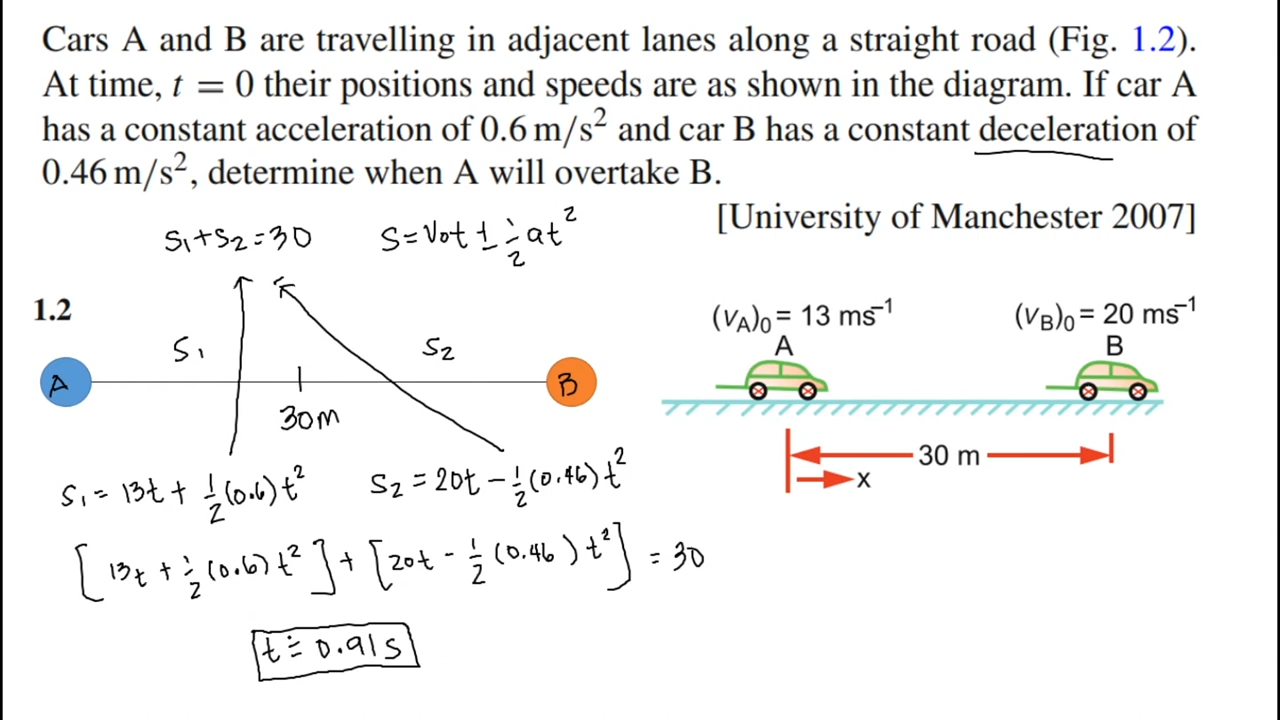 Cars A and B are travelling in adjacent lanes along a straight road (Fig. 1.2).
At time, t = 0 their positions and speeds are as shown in the diagram. If car A
has a constant acceleration of 0.6 m/s² and car B has a constant deceleration of
0.46 m/s², determine when A will overtake B.
[University of Manchester 2007]
S₁+S₂=30
S=V₀t ± ½at²
1.2
S₁
S₂
A
B
30m
S₁ = 13t + ½(0.6)t²
S₂ = 20t − ½(0.46)t²
[13t + ½(0.6)t²] + [20t - ½(0.46)t²] = 30
t ≐ 0.91s
(vA)₀ = 13 ms⁻¹
(vB)₀ = 20 ms⁻¹
A
B
30 m
x